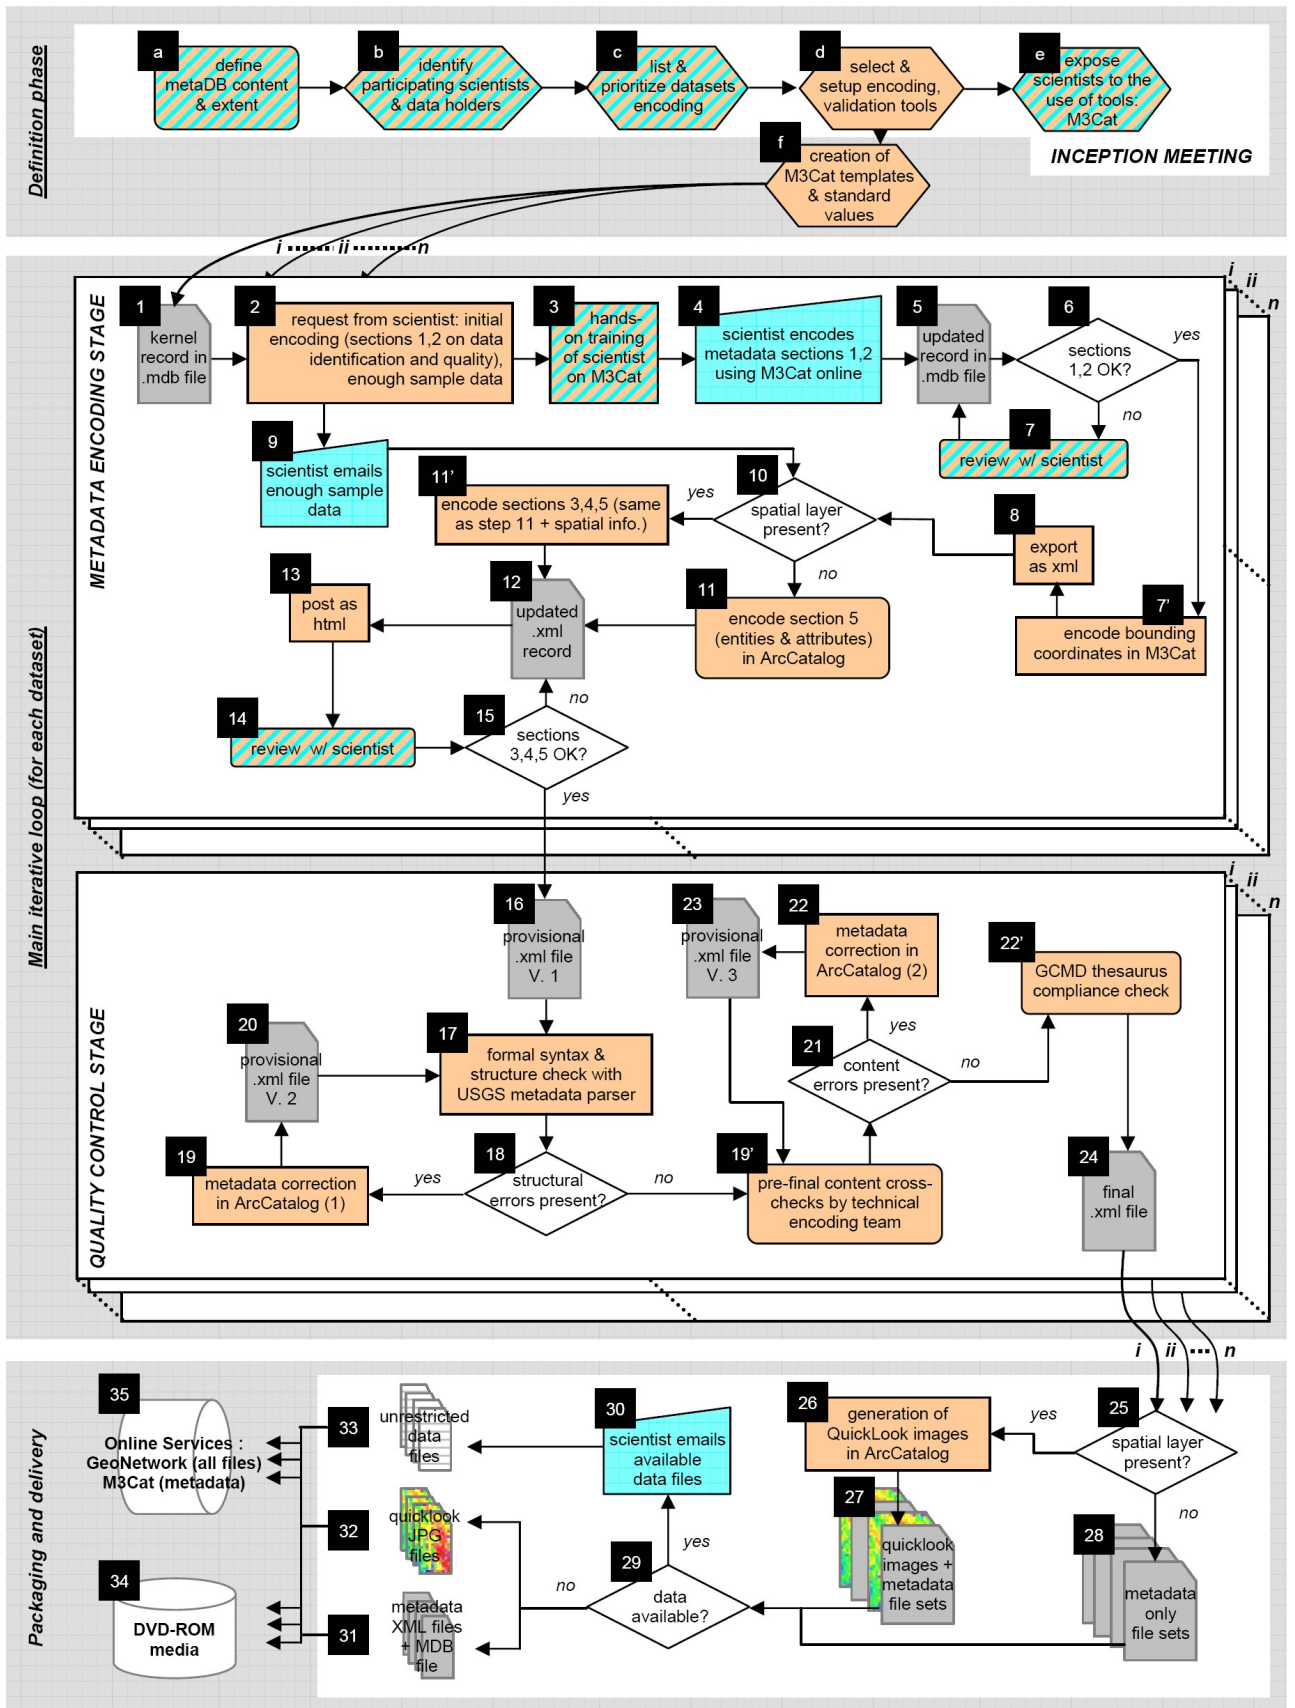 Definition phase
a
define
metaDB content
& extent
b
identify
participating scientists
& data holders
c
list &
prioritize datasets
encoding
d
select &
setup encoding,
validation tools
e
expose
scientists to the
use of tools:
M3Cat
INCEPTION MEETING
f
creation of
M3Cat templates
& standard
values
i ii n
Main iterative loop (for each dataset)
METADATA ENCODING STAGE
i
ii
n
1
kernel
record in
.mdb file
2
request from scientist: initial
encoding (sections 1,2 on data
identification and quality),
enough sample data
3
hands-
on training
of scientist
on M3Cat
4
scientist encodes
metadata sections 1,2
using M3Cat online
5
updated
record in
.mdb file
6
sections
1,2 OK?
yes
no
7
review w/ scientist
9
scientist emails
enough sample
data
11’
encode sections 3,4,5 (same
as step 11 + spatial info.)
yes
10
spatial layer
present?
no
8
export
as xml
7’
encode bounding
coordinates in M3Cat
13
post as
html
12
updated
.xml
record
11
encode section 5
(entities & attributes)
in ArcCatalog
14
review w/ scientist
15
sections
3,4,5 OK?
no
yes
QUALITY CONTROL STAGE
i
ii
n
16
provisional
.xml file
V. 1
23
provisional
.xml file
V. 3
22
metadata
correction in
ArcCatalog (2)
22’
GCMD thesaurus
compliance check
20
provisional
.xml file
V. 2
17
formal syntax &
structure check with
USGS metadata parser
21
content
errors present?
yes
no
19
metadata correction
in ArcCatalog (1)
yes
18
structural
errors present?
no
19’
pre-final content cross-
checks by technical
encoding team
24
final
.xml file
i ii n
Packaging and delivery
35
Online Services :
GeoNetwork (all files)
M3Cat (metadata)
33
unrestricted
data
files
30
scientist emails
available
data files
26
generation of
QuickLook images
in ArcCatalog
yes
25
spatial layer
present?
no
32
quicklook
JPG
files
27
quicklook
images +
metadata
file sets
28
metadata
only
file sets
34
DVD-ROM
media
31
metadata
XML files
+ MDB
file
no
29
data
available?
yes